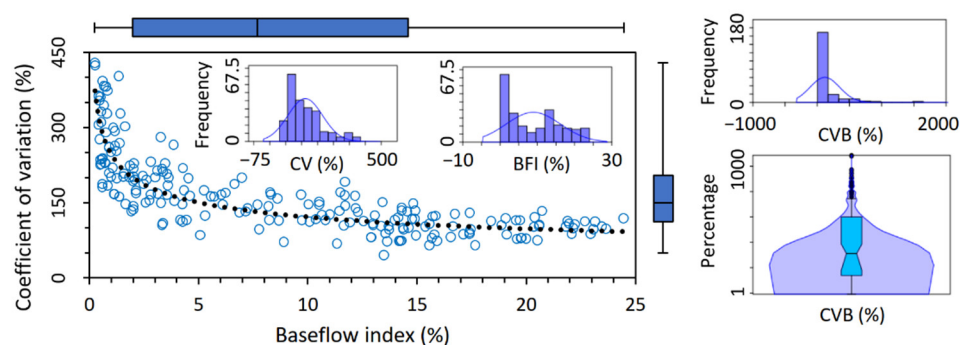 Coefficient of variation (%)
450
300
150
0
0 5 10 15 20 25
Baseflow index (%)
Frequency
67.5
0
-75 500
CV (%)
67.5
0
-10 30
BFI (%)
Frequency
180
0
-1000 2000
CVB (%)
Percentage
1000
1
CVB (%)